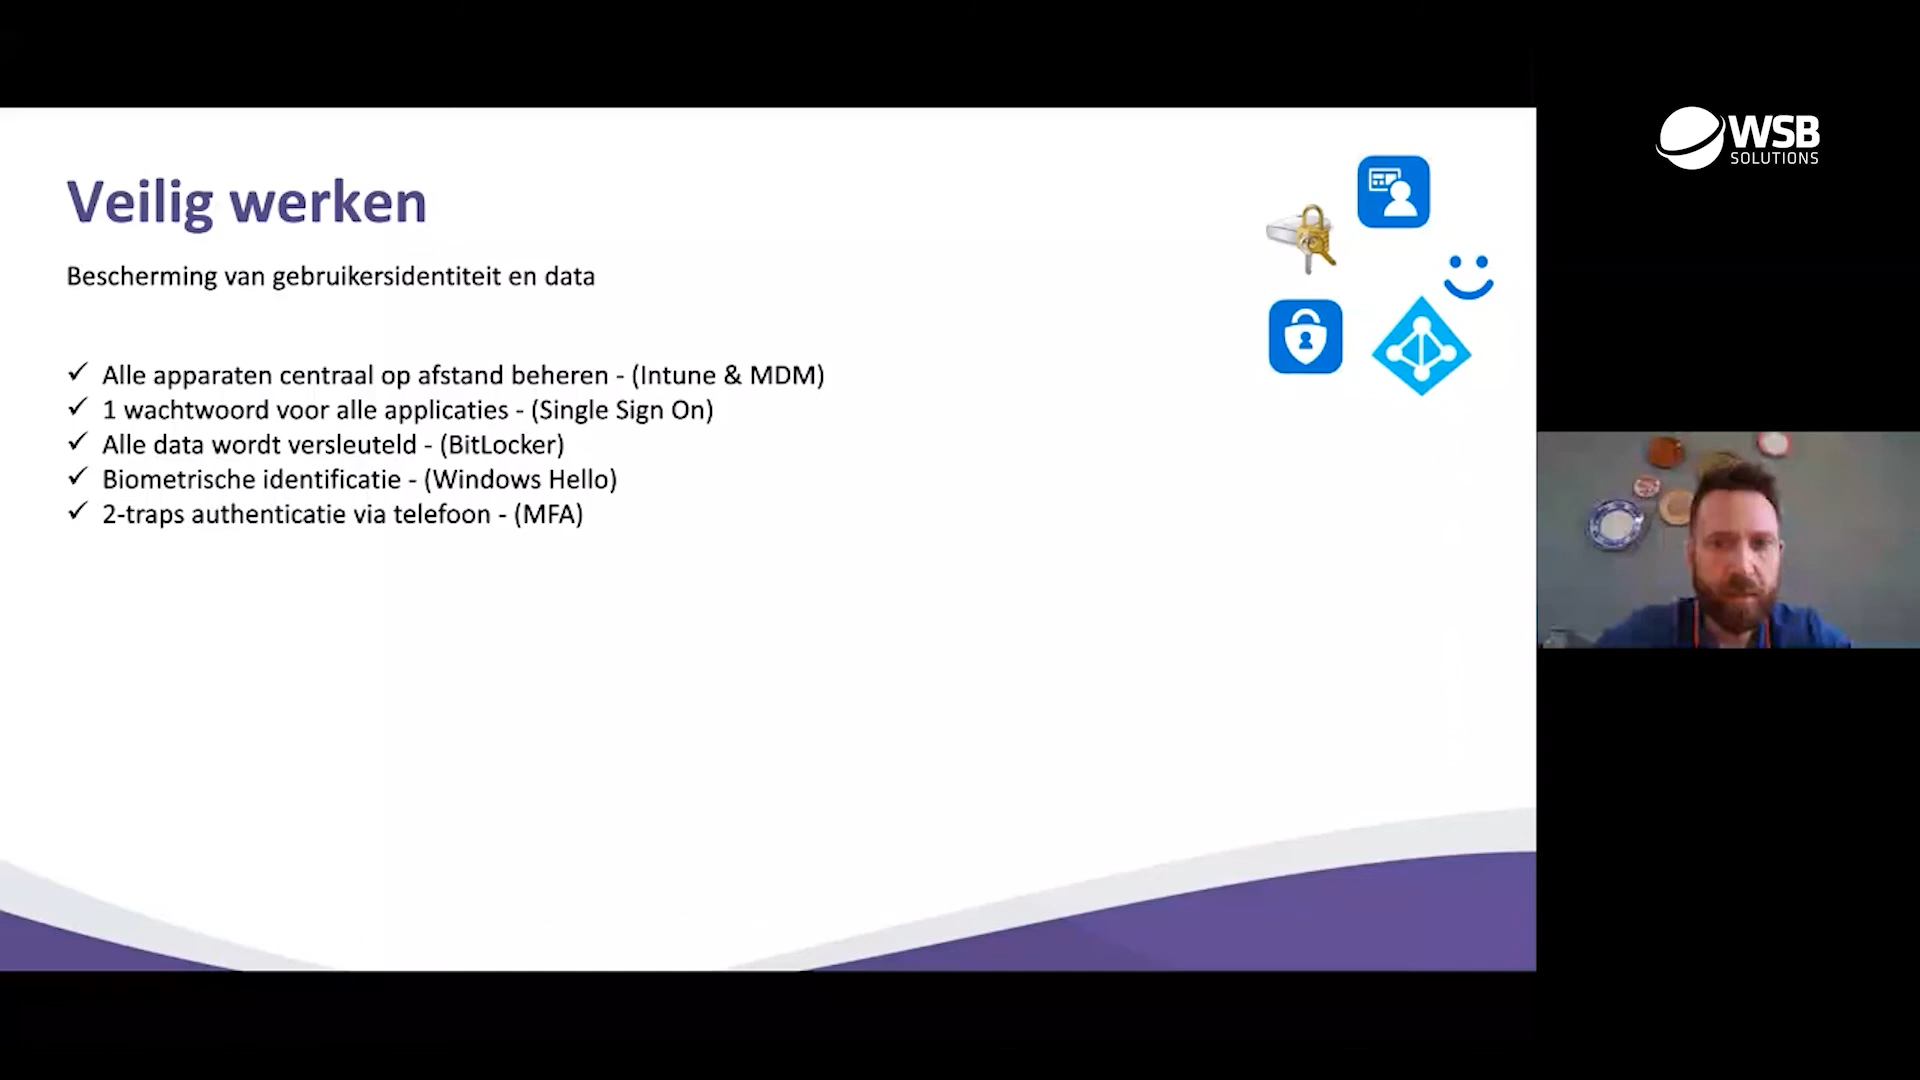 WSB
SOLUTIONS
Veilig werken
Bescherming van gebruikersidentiteit en data
Alle apparaten centraal op afstand beheren - (Intune & MDM)
1 wachtwoord voor alle applicaties - (Single Sign On)
Alle data wordt versleuteld - (BitLocker)
Biometrische identificatie - (Windows Hello)
2-traps authenticatie via telefoon - (MFA)